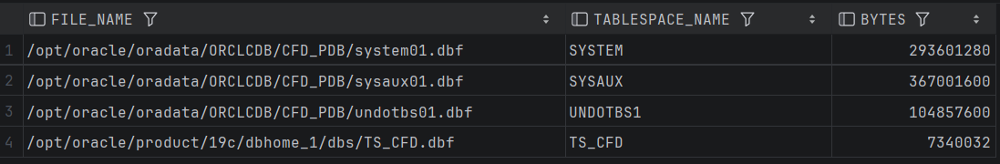 FILE_NAME TABLESPACE_NAME BYTES
1 /opt/oracle/oradata/ORCLCDB/CFD_PDB/system01.dbf SYSTEM 293601280
2 /opt/oracle/oradata/ORCLCDB/CFD_PDB/sysaux01.dbf SYSAUX 367001600
3 /opt/oracle/oradata/ORCLCDB/CFD_PDB/undotbs01.dbf UNDOTBS1 104857600
4 /opt/oracle/product/19c/dbhome_1/dbs/TS_CFD.dbf TS_CFD 7340032